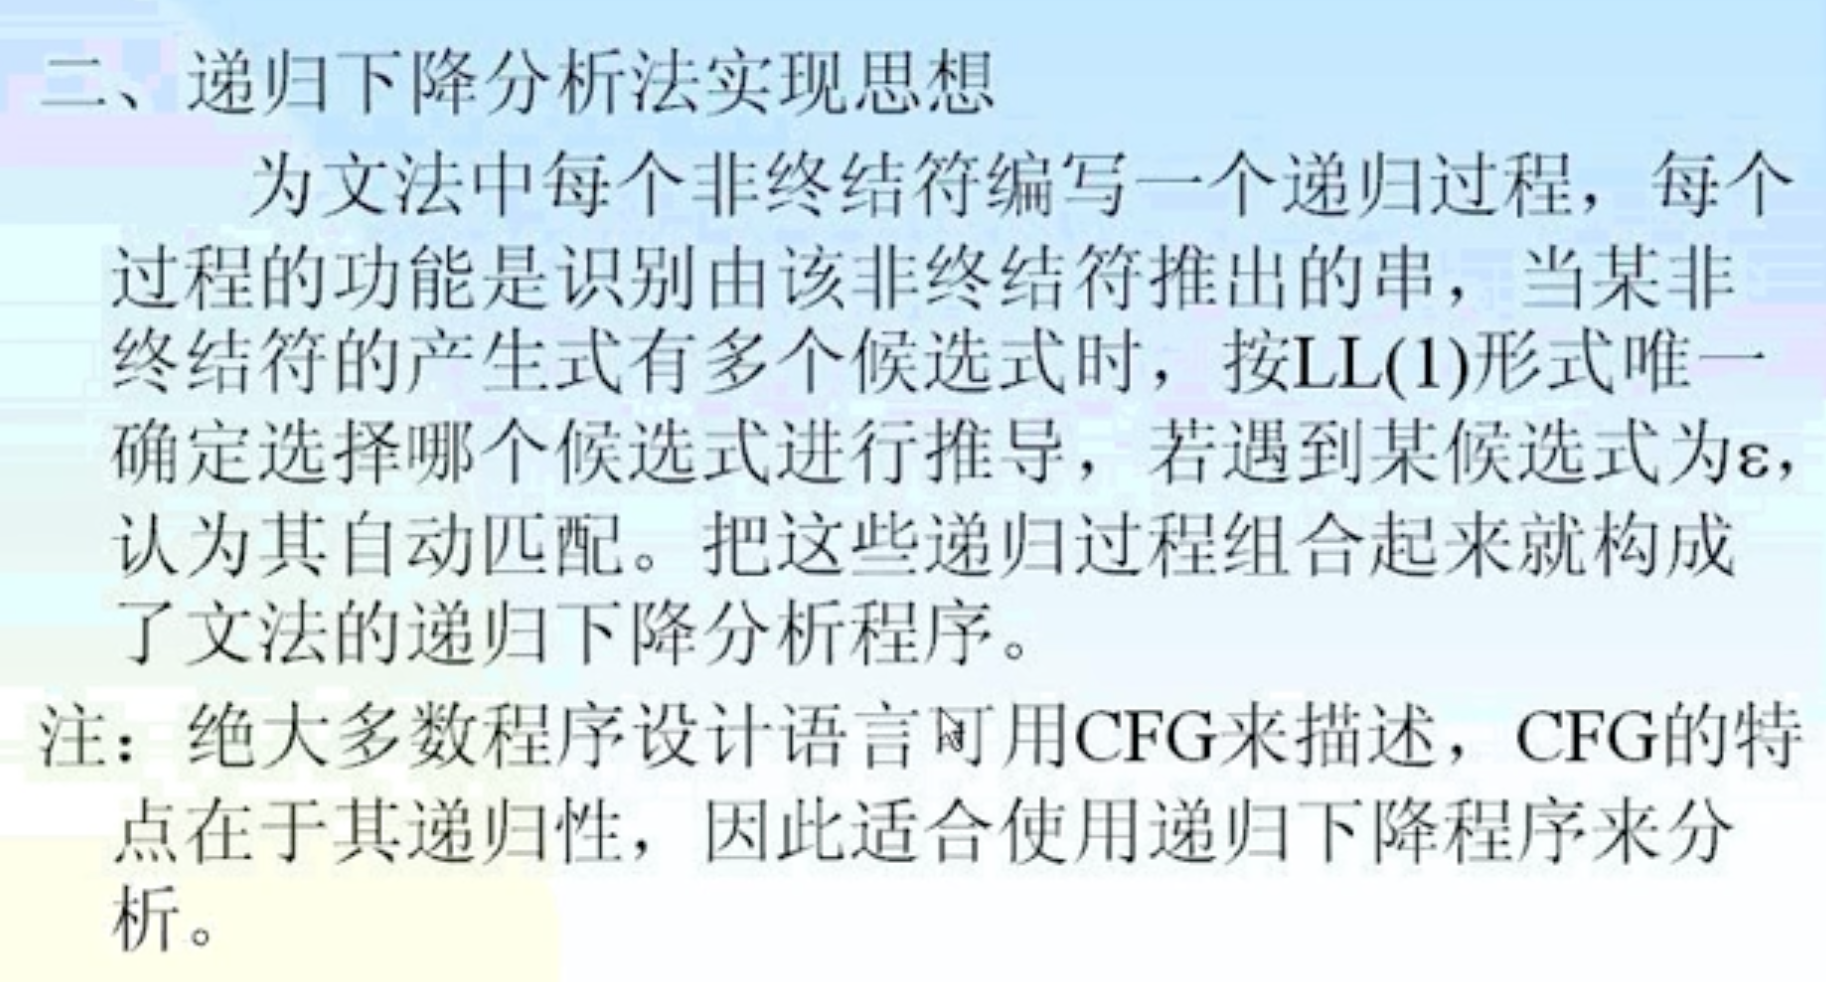 二、递归下降分析法实现思想
为文法中每个非终结符编写一个递归过程，每个
过程的功能是识别由该非终结符推出的串，当某非
终结符的产生式有多个候选式时，按LL(1)形式唯一
确定选择哪个候选式进行推导，若遇到某候选式为ε，
认为其自动匹配。把这些递归过程组合起来就构成
了文法的递归下降分析程序。
注：绝大多数程序设计语言可用CFG来描述，CFG的特
点在于其递归性，因此适合使用递归下降程序来分
析。